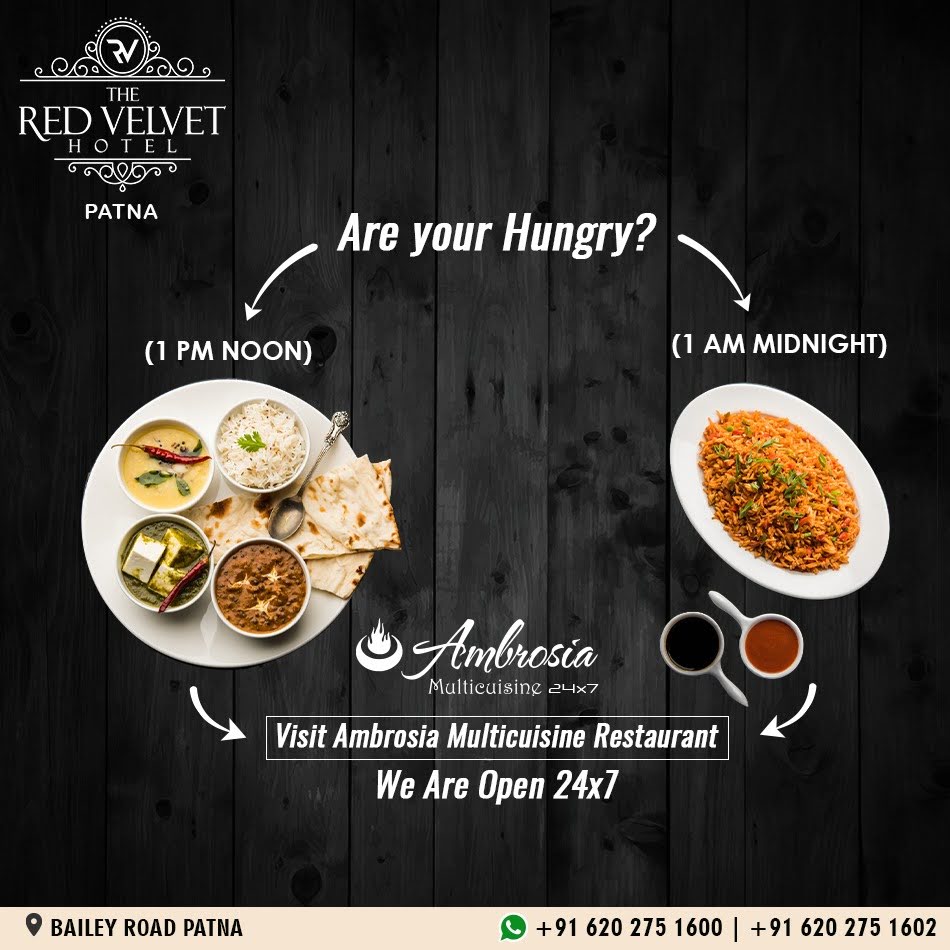 RV
THE
RED VELVET
HOTEL
PATNA
Are your Hungry?
(1 PM NOON)
(1 AM MIDNIGHT)
Ambrosia
Multicuisine 24x7
Visit Ambrosia Multicuisine Restaurant
We Are Open 24x7
BAILEY ROAD PATNA
+91 620 275 1600 | +91 620 275 1602